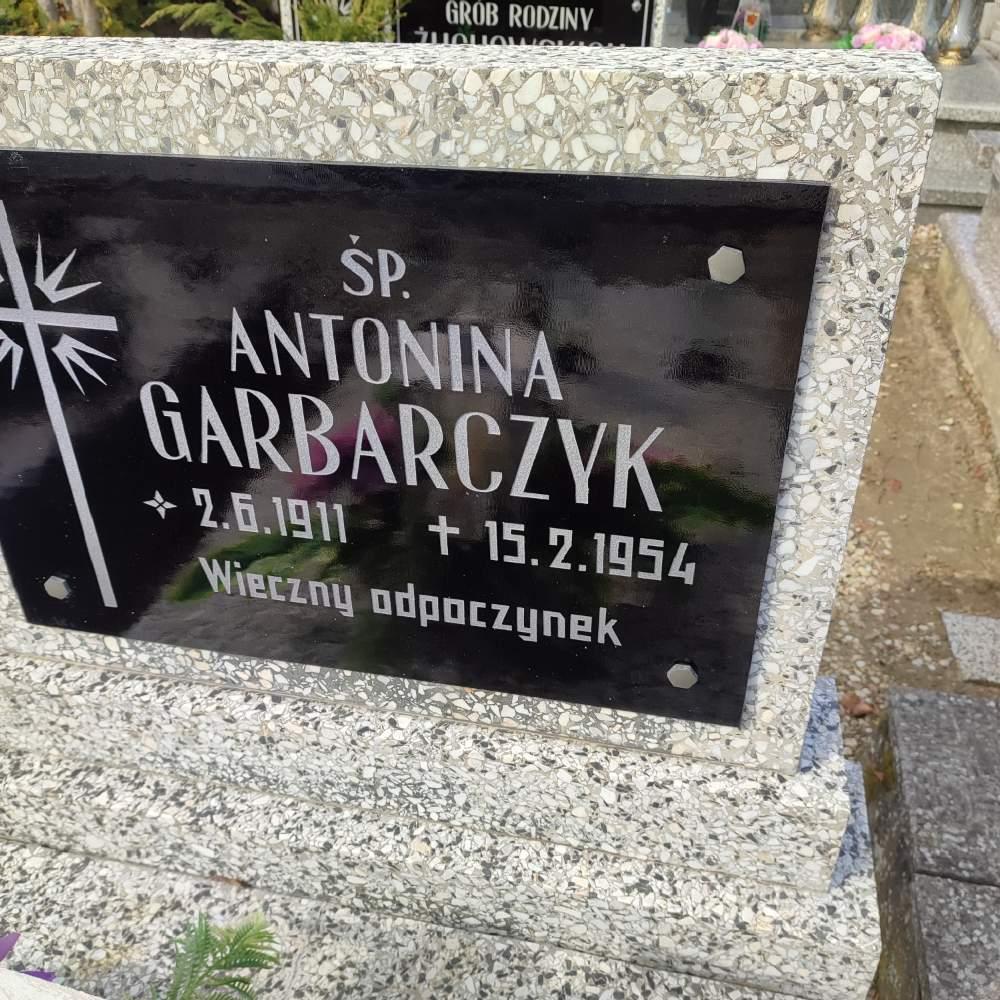 GRÓB RODZINY
ŚP.
ANTONINA
GARBARCZYK
2.6.1911 † 15.2.1954
Wieczny odpoczynek